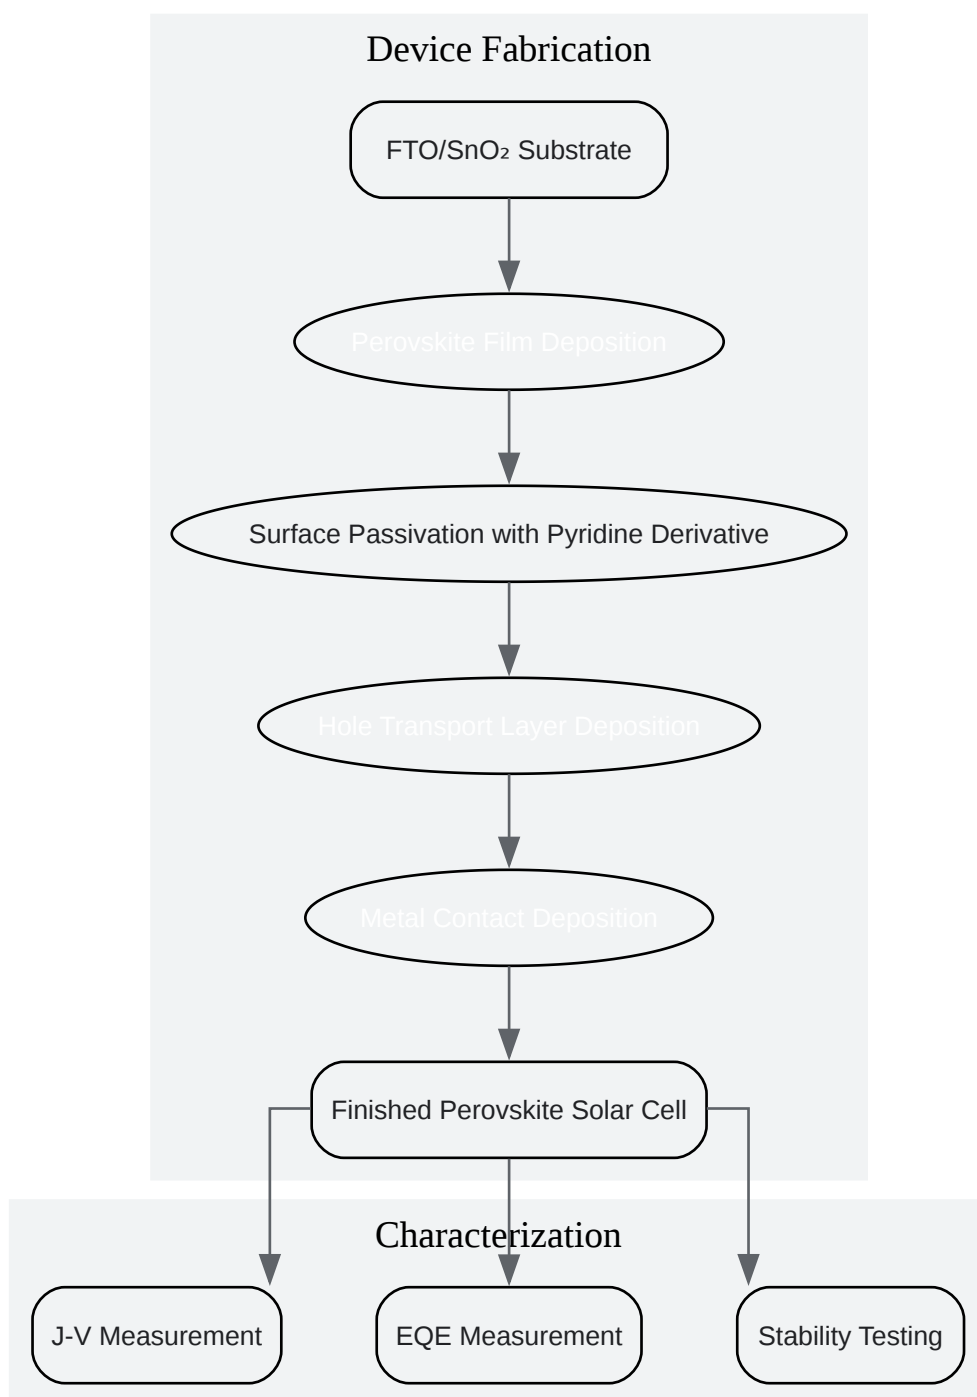 Device Fabrication
FTO/SnO₂ Substrate
Perovskite Film Deposition
Surface Passivation with Pyridine Derivative
Hole Transport Layer Deposition
Metal Contact Deposition
Finished Perovskite Solar Cell
Characterization
J-V Measurement
EQE Measurement
Stability Testing